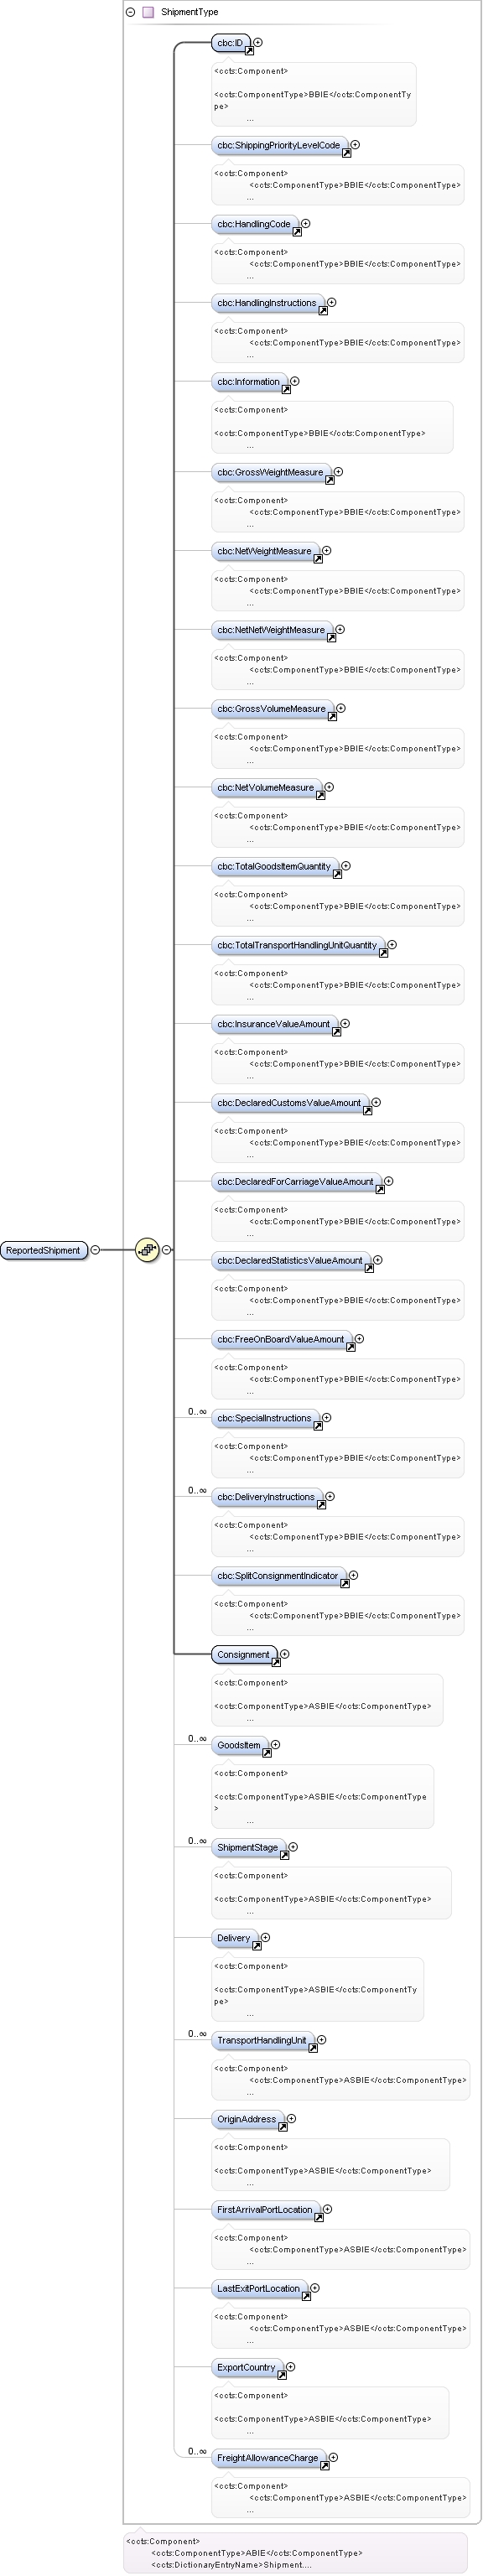 ShipmentType
cbc:ID
<ccts:Component>
<ccts:ComponentType>BBIE</ccts:ComponentTy
pe>
...
cbc:ShippingPriorityLevelCode
<ccts:Component>
<ccts:ComponentType>BBIE</ccts:ComponentType>
...
cbc:HandlingCode
<ccts:Component>
<ccts:ComponentType>BBIE</ccts:ComponentType>
...
cbc:HandlingInstructions
<ccts:Component>
<ccts:ComponentType>BBIE</ccts:ComponentType>
...
cbc:Information
<ccts:Component>
<ccts:ComponentType>BBIE</ccts:ComponentType>
...
cbc:GrossWeightMeasure
<ccts:Component>
<ccts:ComponentType>BBIE</ccts:ComponentType>
...
cbc:NetWeightMeasure
<ccts:Component>
<ccts:ComponentType>BBIE</ccts:ComponentType>
...
cbc:NetNetWeightMeasure
<ccts:Component>
<ccts:ComponentType>BBIE</ccts:ComponentType>
...
cbc:GrossVolumeMeasure
<ccts:Component>
<ccts:ComponentType>BBIE</ccts:ComponentType>
...
cbc:NetVolumeMeasure
<ccts:Component>
<ccts:ComponentType>BBIE</ccts:ComponentType>
...
cbc:TotalGoodsItemQuantity
<ccts:Component>
<ccts:ComponentType>BBIE</ccts:ComponentType>
...
cbc:TotalTransportHandlingUnitQuantity
<ccts:Component>
<ccts:ComponentType>BBIE</ccts:ComponentType>
...
cbc:InsuranceValueAmount
<ccts:Component>
<ccts:ComponentType>BBIE</ccts:ComponentType>
...
cbc:DeclaredCustomsValueAmount
<ccts:Component>
<ccts:ComponentType>BBIE</ccts:ComponentType>
...
cbc:DeclaredForCarriageValueAmount
<ccts:Component>
<ccts:ComponentType>BBIE</ccts:ComponentType>
...
ReportedShipment
cbc:DeclaredStatisticsValueAmount
<ccts:Component>
<ccts:ComponentType>BBIE</ccts:ComponentType>
...
cbc:FreeOnBoardValueAmount
<ccts:Component>
<ccts:ComponentType>BBIE</ccts:ComponentType>
...
0..∞
cbc:SpecialInstructions
<ccts:Component>
<ccts:ComponentType>BBIE</ccts:ComponentType>
...
0..∞
cbc:DeliveryInstructions
<ccts:Component>
<ccts:ComponentType>BBIE</ccts:ComponentType>
...
cbc:SplitConsignmentIndicator
<ccts:Component>
<ccts:ComponentType>BBIE</ccts:ComponentType>
...
Consignment
<ccts:Component>
<ccts:ComponentType>ASBIE</ccts:ComponentType>
...
0..∞
GoodsItem
<ccts:Component>
<ccts:ComponentType>ASBIE</ccts:ComponentType
>
...
0..∞
ShipmentStage
<ccts:Component>
<ccts:ComponentType>ASBIE</ccts:ComponentType>
...
Delivery
<ccts:Component>
<ccts:ComponentType>ASBIE</ccts:ComponentTy
pe>
...
0..∞
TransportHandlingUnit
<ccts:Component>
<ccts:ComponentType>ASBIE</ccts:ComponentType>
...
OriginAddress
<ccts:Component>
<ccts:ComponentType>ASBIE</ccts:ComponentType>
...
FirstArrivalPortLocation
<ccts:Component>
<ccts:ComponentType>ASBIE</ccts:ComponentType>
...
LastExitPortLocation
<ccts:Component>
<ccts:ComponentType>ASBIE</ccts:ComponentType>
...
ExportCountry
<ccts:Component>
<ccts:ComponentType>ASBIE</ccts:ComponentType>
...
0..∞
FreightAllowanceCharge
<ccts:Component>
<ccts:ComponentType>ASBIE</ccts:ComponentType>
...
<ccts:Component>
<ccts:ComponentType>ABIE</ccts:ComponentType>
<ccts:DictionaryEntryName>Shipment....